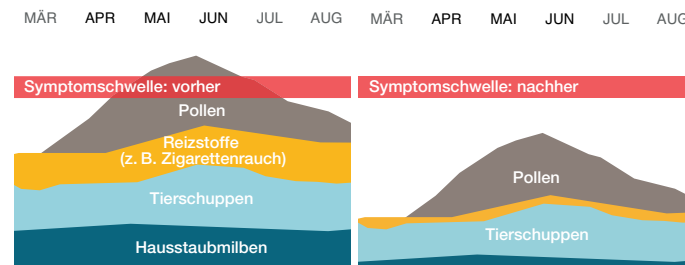 MÄR APR MAI JUN JUL AUG
Symptomschwelle: vorher
Pollen
Reizstoffe
(z. B. Zigarettenrauch)
Tierschuppen
Hausstaubmilben
MÄR APR MAI JUN JUL AUG
Symptomschwelle: nachher
Pollen
Tierschuppen